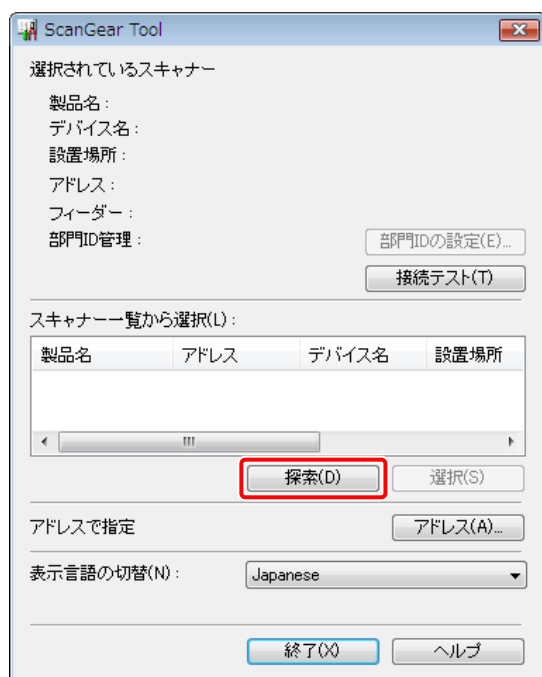 ScanGear Tool
選択されているスキャナー
製品名：
デバイス名：
設置場所：
アドレス：
フィーダー：
部門ID管理：
部門IDの設定(E)...
接続テスト(T)
スキャナー一覧から選択(L)：
製品名 アドレス デバイス名 設置場所
探索(D) 選択(S)
アドレスで指定 アドレス(A)...
表示言語の切替(N)： Japanese
終了(X) ヘルプ